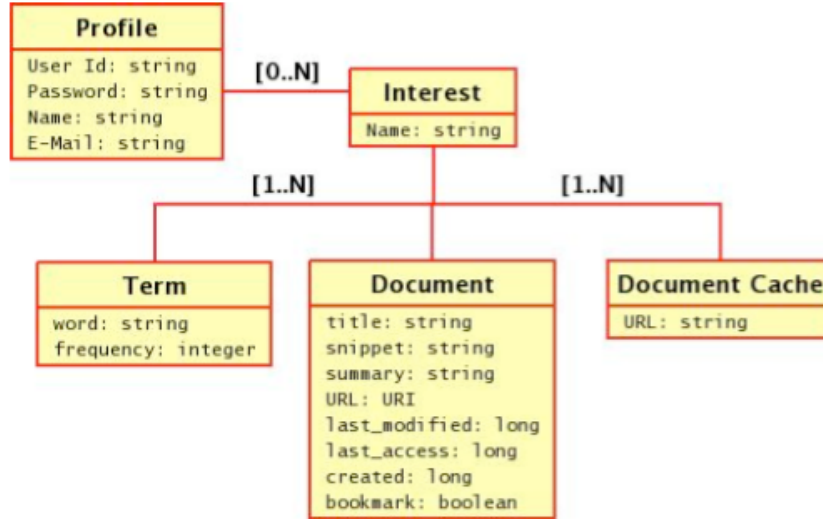 Profile
User Id: string
Password: string
Name: string
E-Mail: string
[0..N]
Interest
Name: string
[1..N]
[1..N]
Term
word: string
frequency: integer
Document
title: string
snippet: string
summary: string
URL: URI
last_modified: long
last_access: long
created: long
bookmark: boolean
Document Cache
URL: string